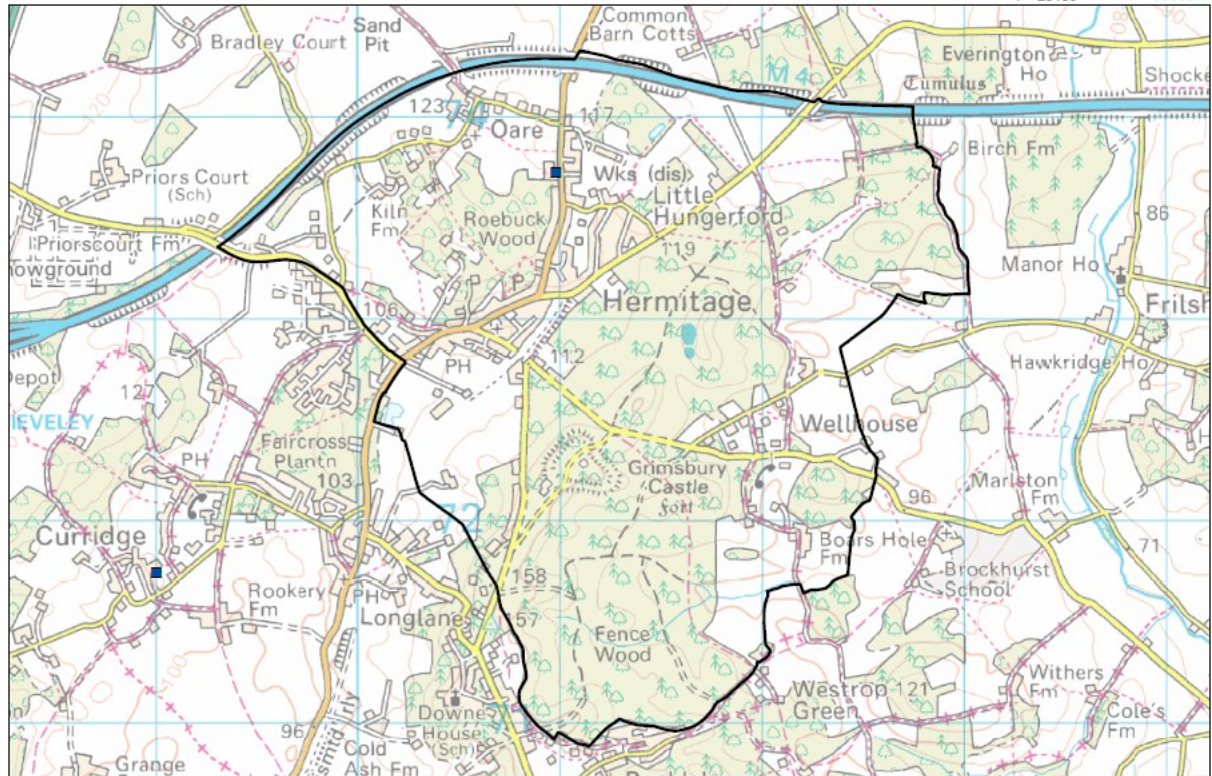 Common
Barn Cotts
Sand
Pit
Bradley Court
Everington
Ho
Tumulus
M4
Shocke
123
74
Oare
117
Birch Fm
Priors Court
(Sch)
Wks (dis)
Little
Hungerford
Kiln
Fm
Roebuck
Wood
119
86
Priorscourt Fm
owground
Manor Ho
P
Hermitage
Frilsh
106
PH
112
Hawkridge Ho
Depot
127
IEVELEY
Wellhouse
Faircross
Plantn
PH
103
Grimsbury
Castle
fort
Marlston
Fm
96
72
Curridge
Boars Hole
Fm
71
Brockhurst
School
158
Rookery
Fm
PH
Longlane
157
Fence
Wood
100
Westrop
Green
121
Withers
Fm
Downe
House
(Sch)
Cole's
Fm
96
Cold
Ash Fm
Grange